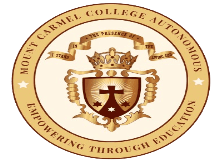 MOUNT CARMEL COLLEGE AUTONOMOUS
EMPOWERING THROUGH EDUCATION